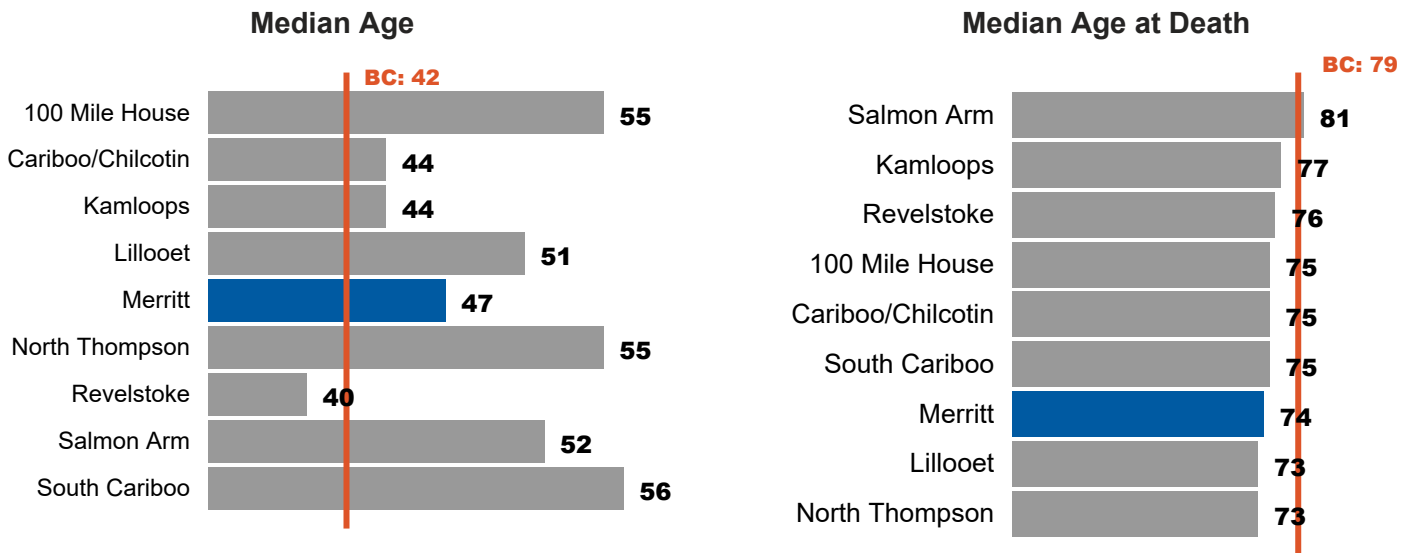 Median Age
BC: 42
100 Mile House 55
Cariboo/Chilcotin 44
Kamloops 44
Lillooet 51
Merritt 47
North Thompson 55
Revelstoke 40
Salmon Arm 52
South Cariboo 56
Median Age at Death
BC: 79
Salmon Arm 81
Kamloops 77
Revelstoke 76
100 Mile House 75
Cariboo/Chilcotin 75
South Cariboo 75
Merritt 74
Lillooet 73
North Thompson 73